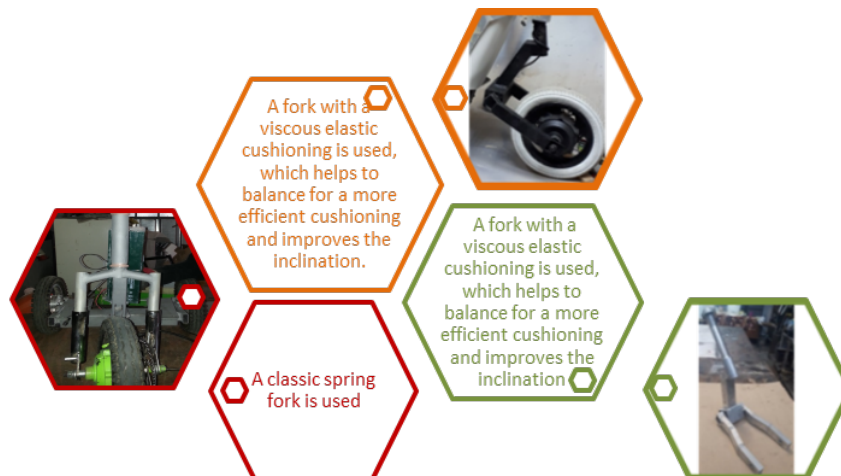 A fork with a
viscous elastic
cushioning is used,
which helps to
balance for a more
efficient cushioning
and improves the
inclination.
A fork with a
viscous elastic
cushioning is used,
which helps to
balance for a more
efficient cushioning
and improves the
inclination
A classic spring
fork is used